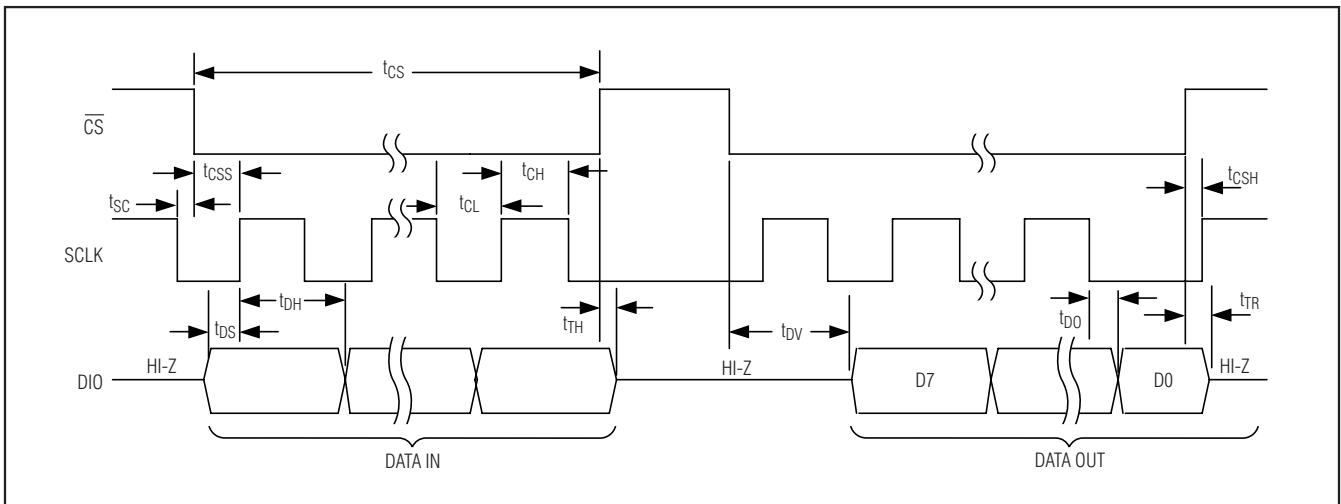 tCS
CS
tCSS
tCH
tCSH
tSC
tCL
SCLK
tDH
tTR
tDS
tTH
tDV
tDO
HI-Z
HI-Z
HI-Z
DIO
D7
D0
DATA IN
DATA OUT